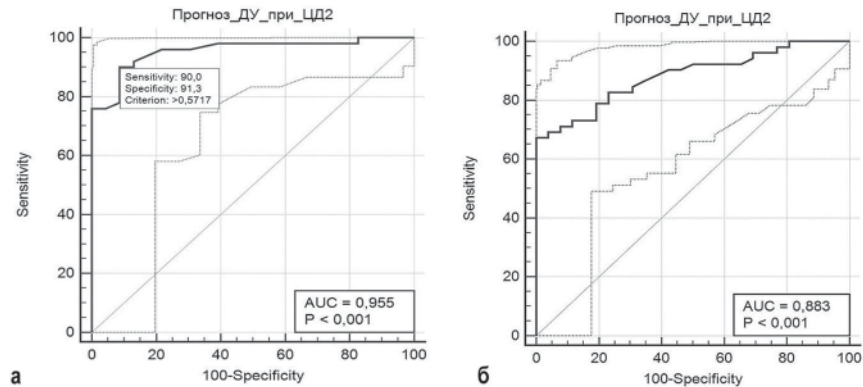 Прогноз_ДУ_при_ЦД2
100
80
60
40
20
0
Sensitivity
Sensitivity: 90,0
Specificity: 91,3
Criterion: >0,5717
AUC = 0,955
P < 0,001
0 20 40 60 80 100
100-Specificity
а
Прогноз_ДУ_при_ЦД2
100
80
60
40
20
0
Sensitivity
AUC = 0,883
P < 0,001
0 20 40 60 80 100
100-Specificity
б